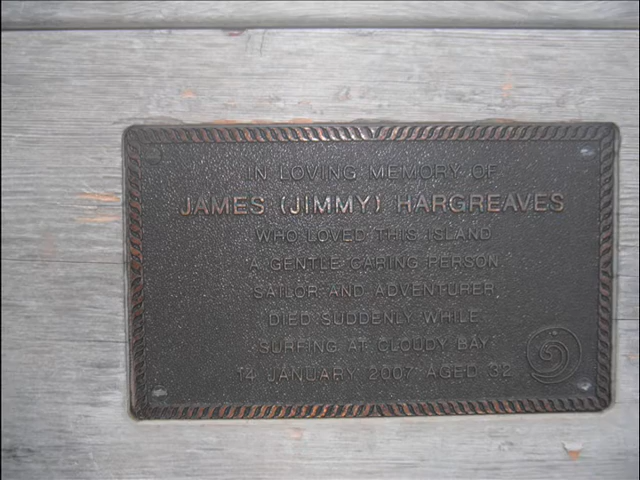 IN LOVING MEMORY OF
JAMES (JIMMY) HARGREAVES
WHO LOVED THIS ISLAND
A GENTLE CARING PERSON
SAILOR AND ADVENTURER
DIED SUDDENLY WHILE
SURFING AT CLOUDY BAY
14 JANUARY 2007 AGED 32